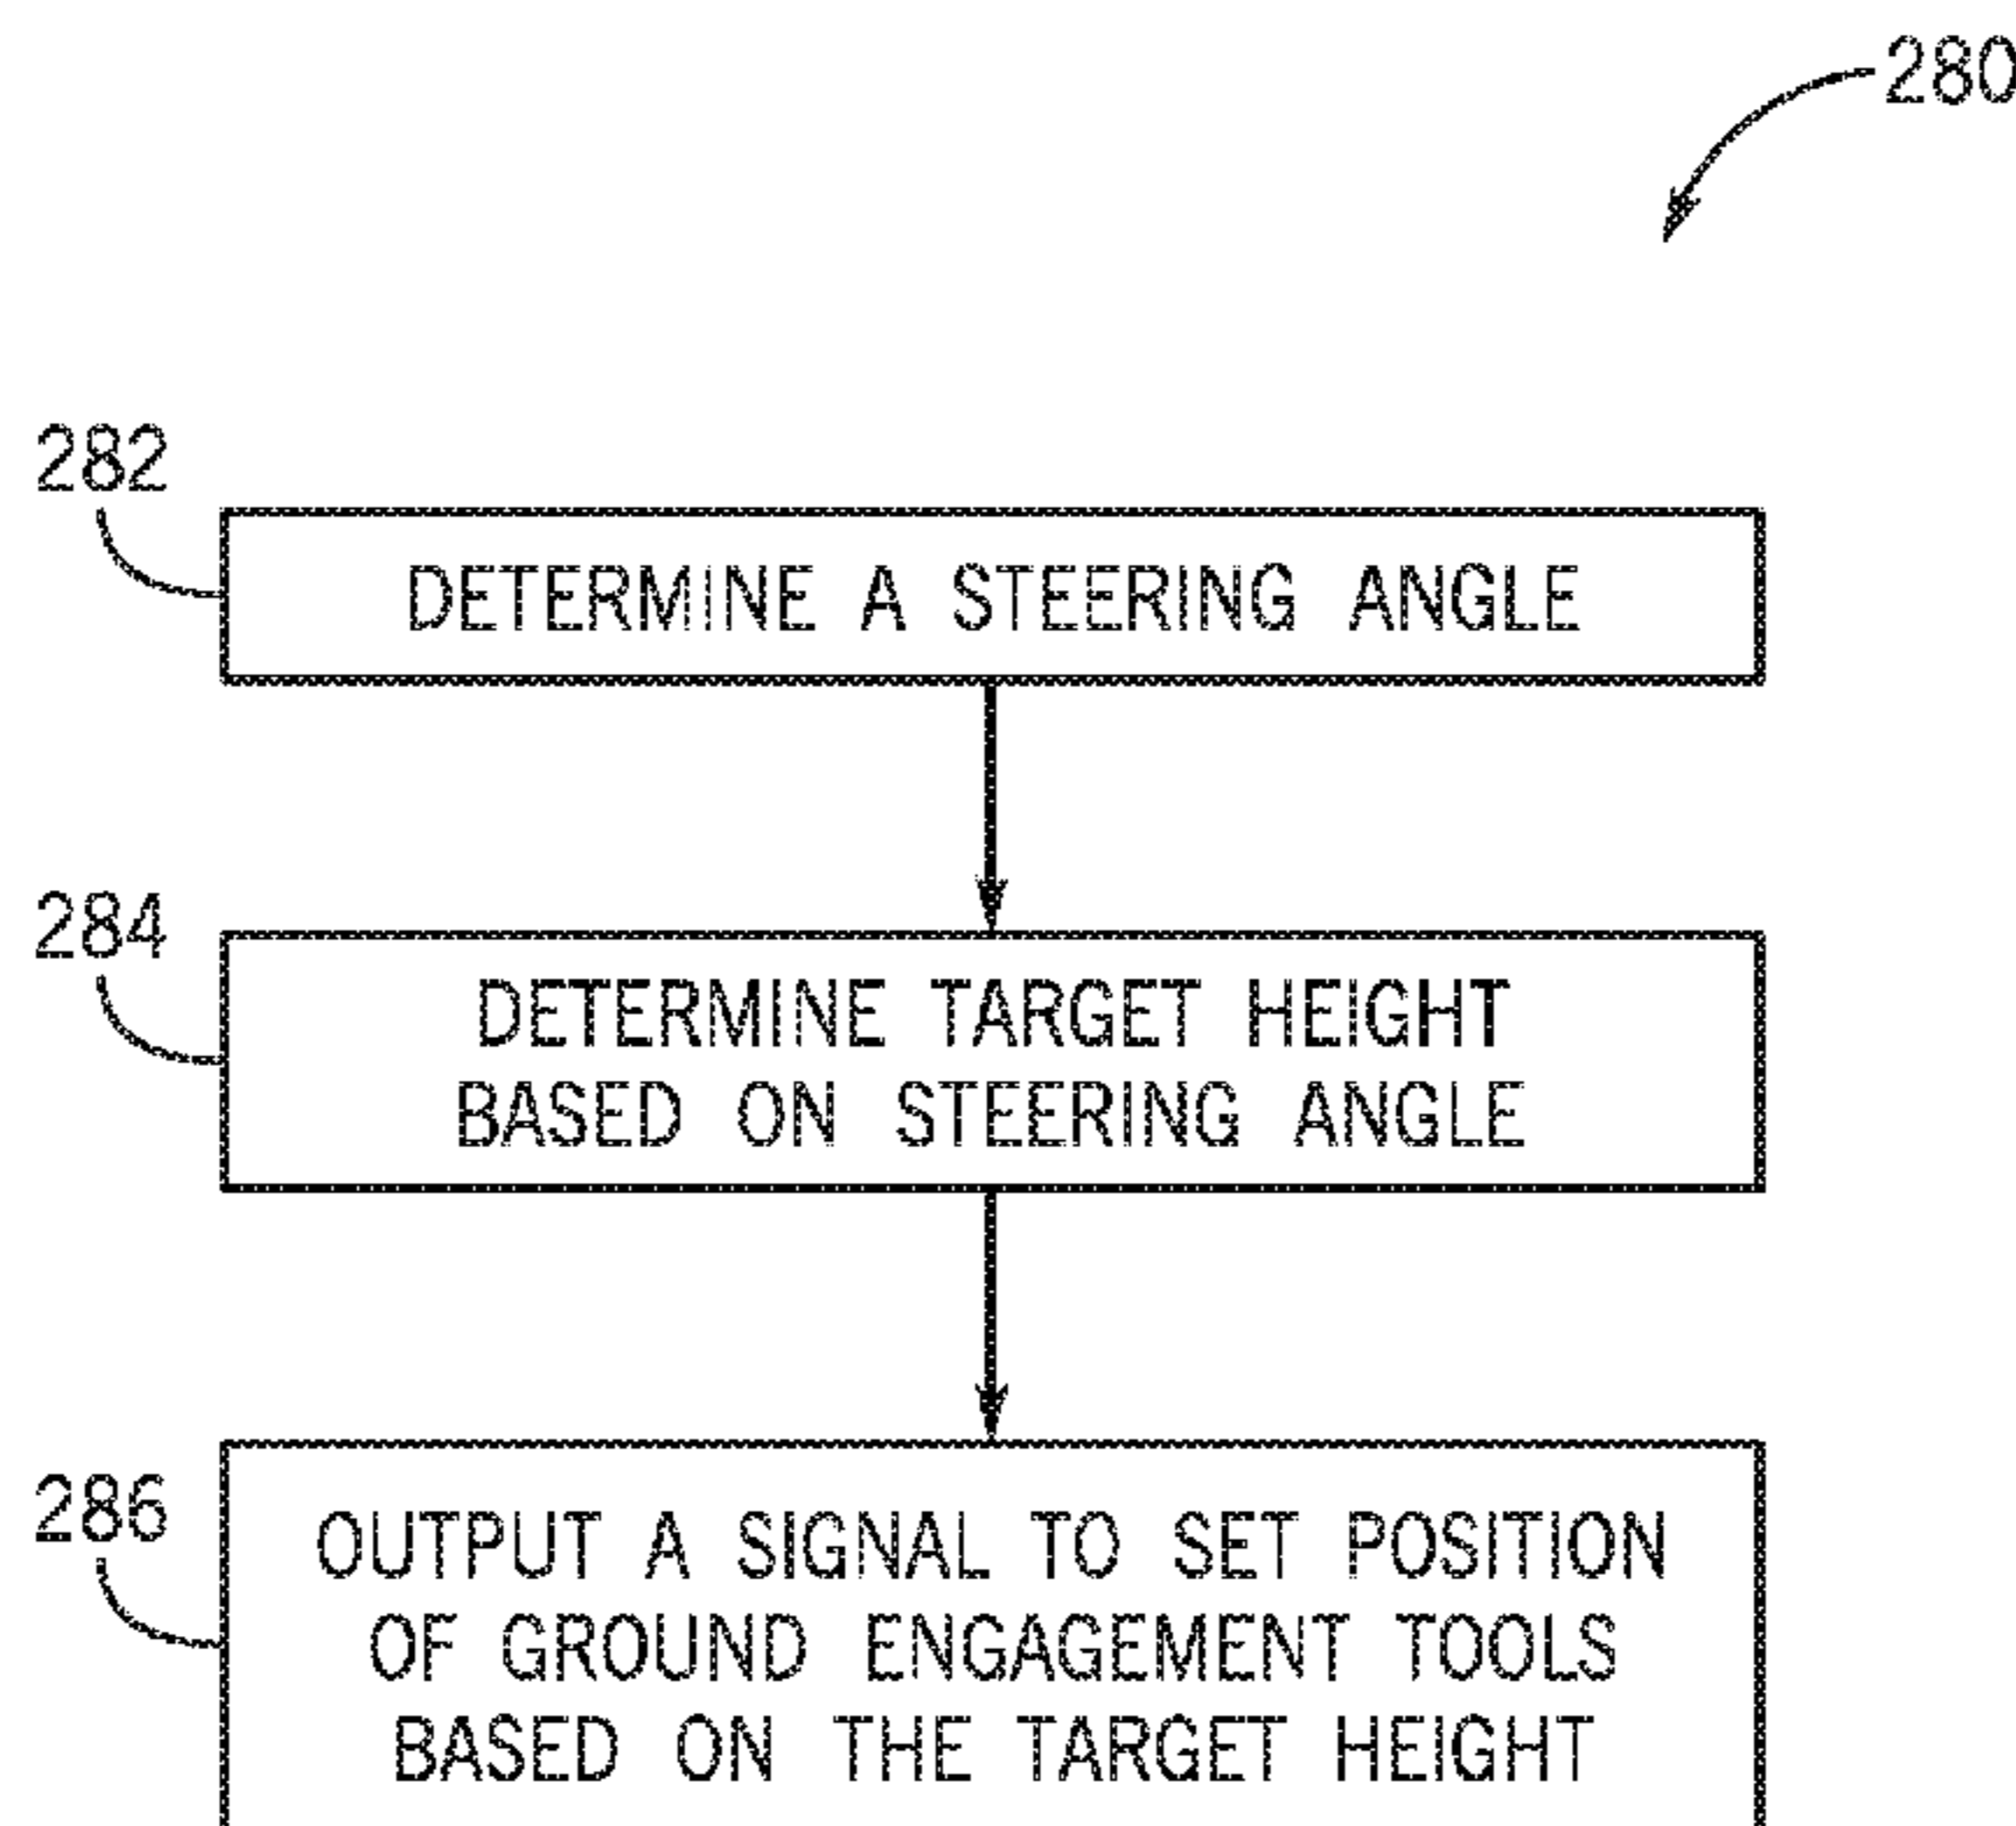 280
282
DETERMINE A STEERING ANGLE
284
DETERMINE TARGET HEIGHT
BASED ON STEERING ANGLE
286
OUTPUT A SIGNAL TO SET POSITION
OF GROUND ENGAGEMENT TOOLS
BASED ON THE TARGET HEIGHT